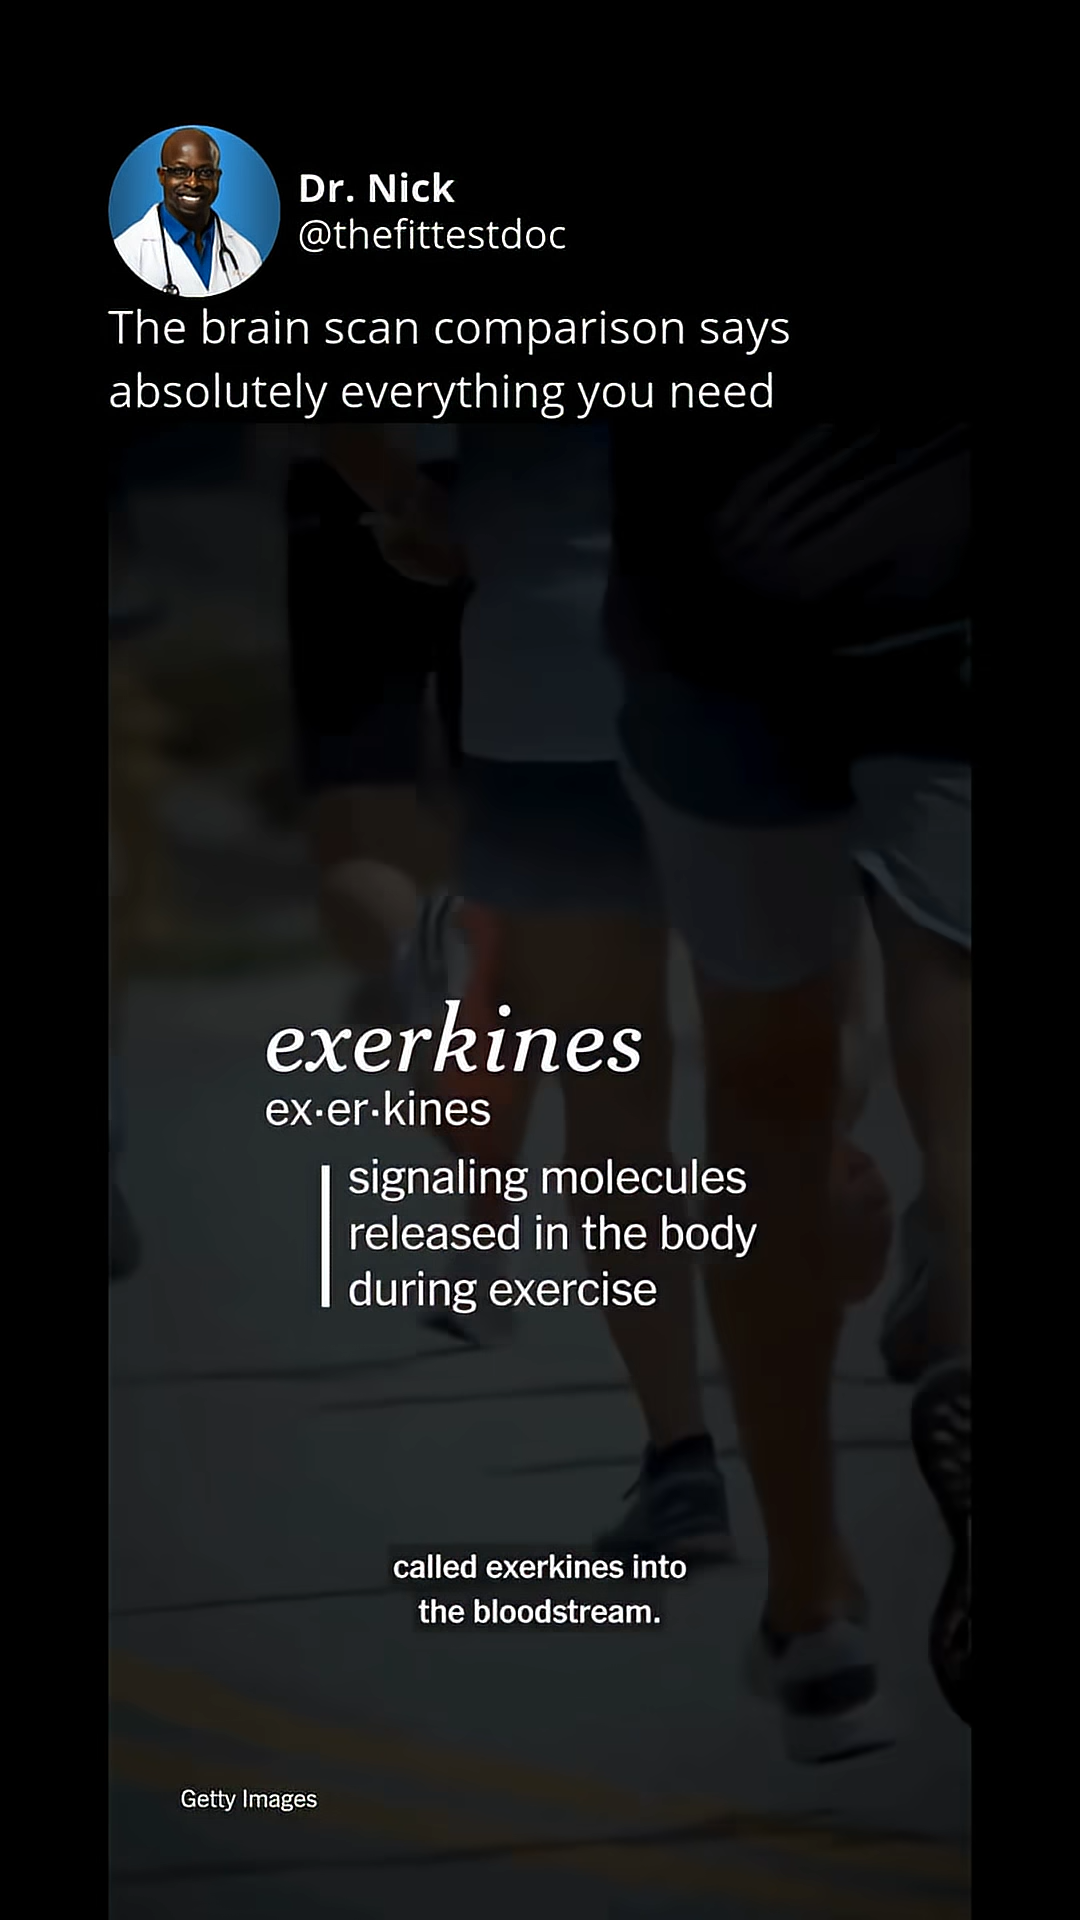 Dr. Nick
@thefittestdoc
The brain scan comparison says
absolutely everything you need
exerkines
ex·er·kines
signaling molecules
released in the body
during exercise
called exerkines into
the bloodstream.
Getty Images